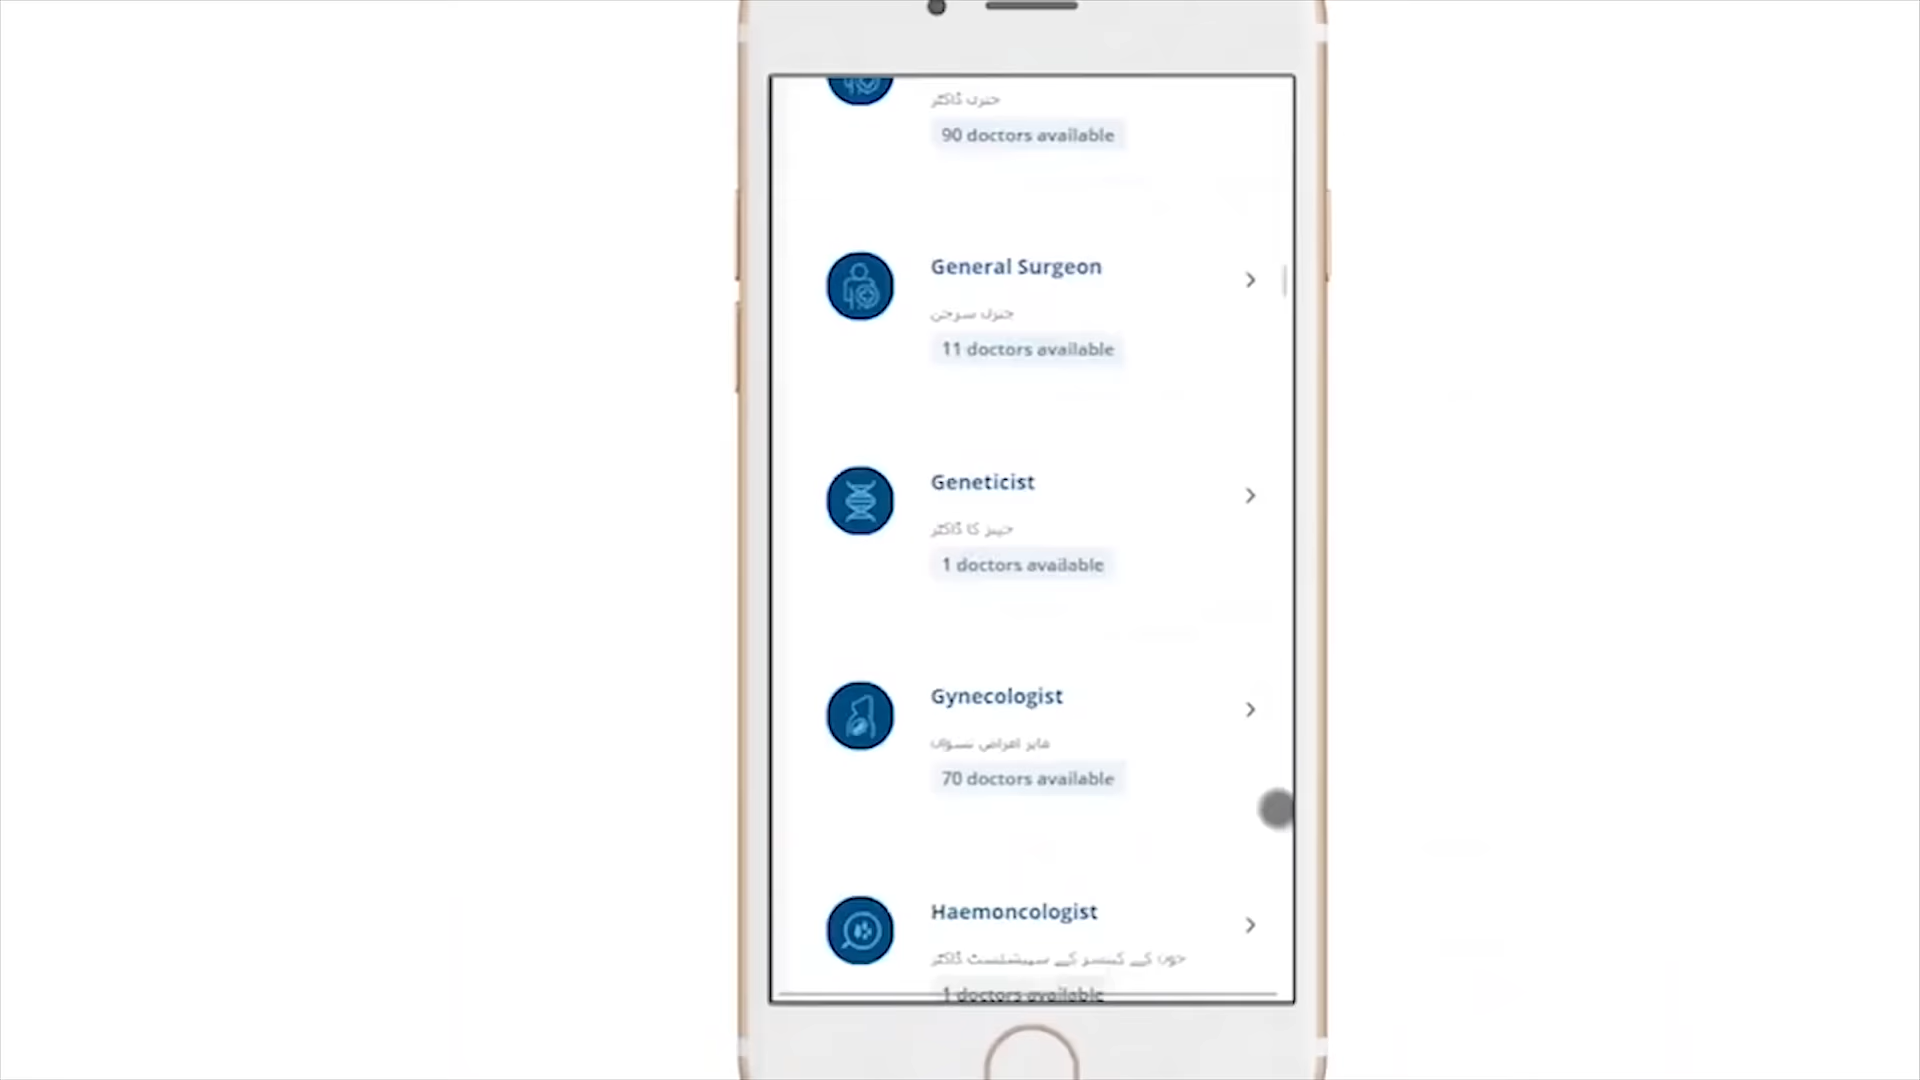 جنرل ڈاکٹر
90 doctors available
General Surgeon
جنرل سرجن
11 doctors available
Geneticist
جینز کا ڈاکٹر
1 doctors available
Gynecologist
ماہر امراض نسواں
70 doctors available
Haemoncologist
خون کے کینسر کے سپیشلسٹ ڈاکٹر
1 doctors available